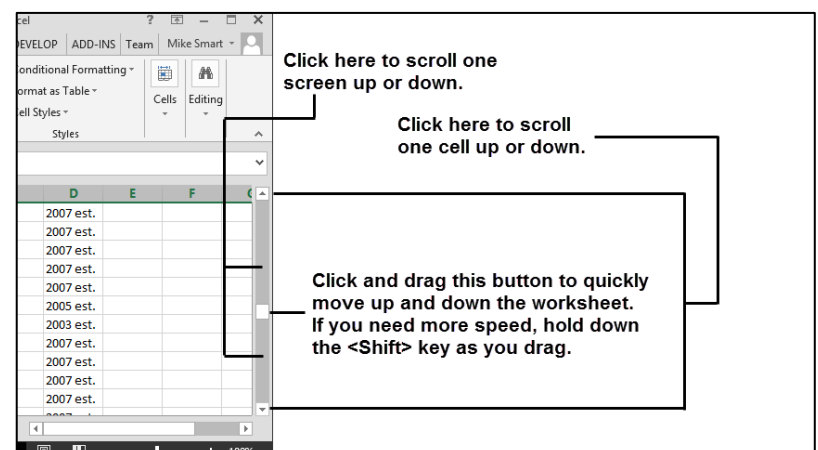 cel ?
DEVELOP ADD-INS Team Mike Smart
Conditional Formatting
Format as Table
Cell Styles
Cells Editing
Styles
Click here to scroll one
screen up or down.
Click here to scroll
one cell up or down.
D E F
2007 est.
2007 est.
2007 est.
2007 est.
2007 est.
2005 est.
2003 est.
2007 est.
2007 est.
2007 est.
2007 est.
Click and drag this button to quickly
move up and down the worksheet.
If you need more speed, hold down
the <Shift> key as you drag.